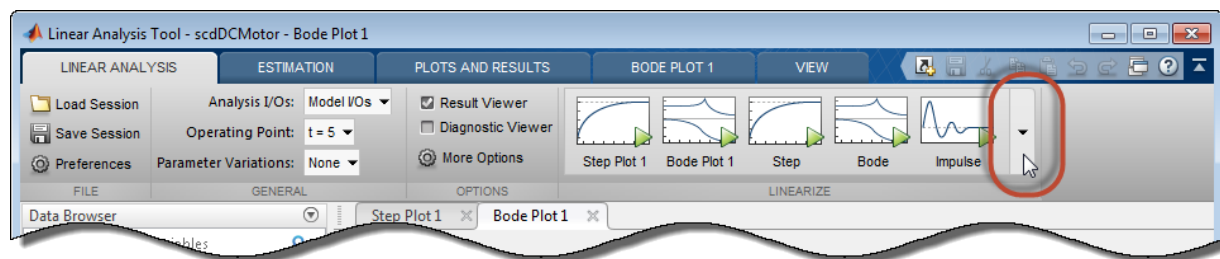 Linear Analysis Tool - scdDCMotor - Bode Plot 1
LINEAR ANALYSIS ESTIMATION PLOTS AND RESULTS BODE PLOT 1 VIEW
Load Session Analysis I/Os: Model I/Os Result Viewer
Save Session Operating Point: t = 5 Diagnostic Viewer
Preferences Parameter Variations: None More Options
Step Plot 1 Bode Plot 1 Step Bode Impulse
FILE GENERAL OPTIONS LINEARIZE
Data Browser Step Plot 1 Bode Plot 1